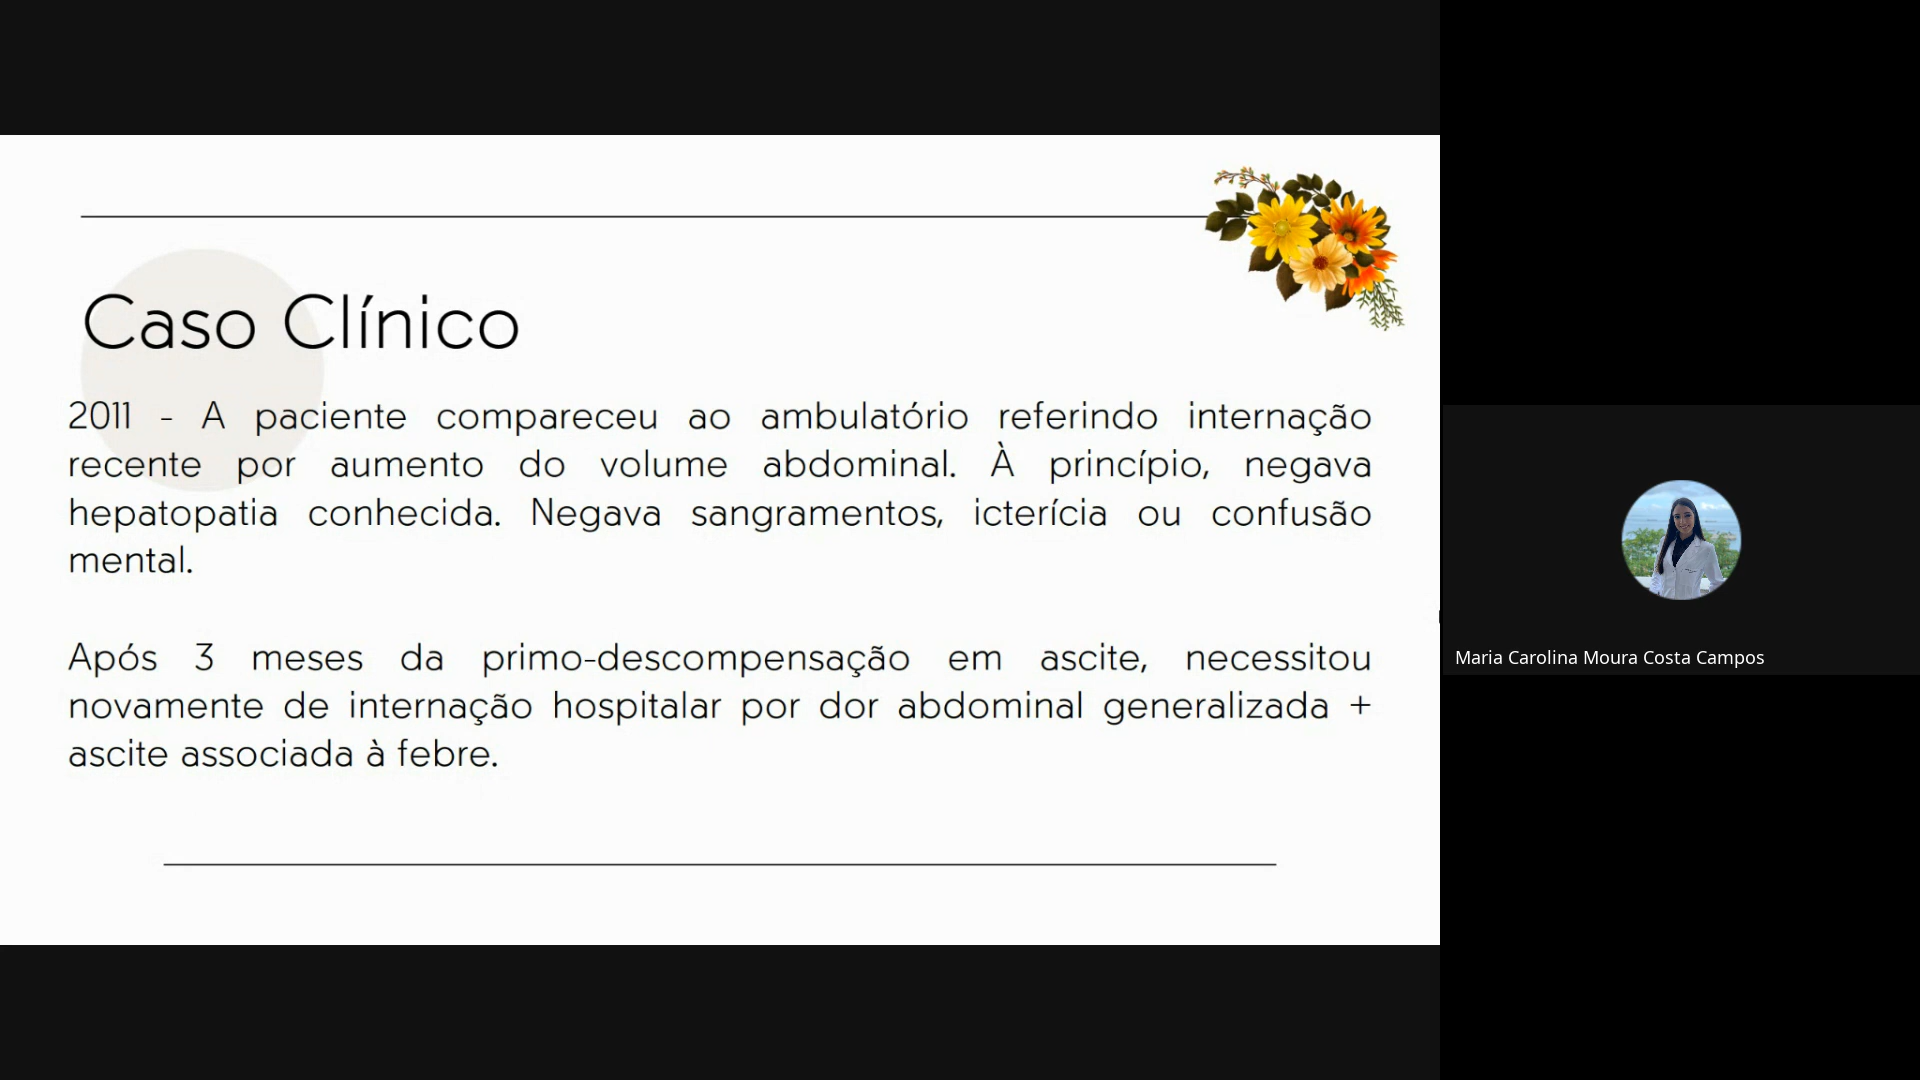 Caso Clínico
2011 - A paciente compareceu ao ambulatório referindo internação
recente por aumento do volume abdominal. À princípio, negava
hepatopatia conhecida. Negava sangramentos, icterícia ou confusão
mental.
Após 3 meses da primo-descompensação em ascite, necessitou
novamente de internação hospitalar por dor abdominal generalizada +
ascite associada à febre.
Maria Carolina Moura Costa Campos